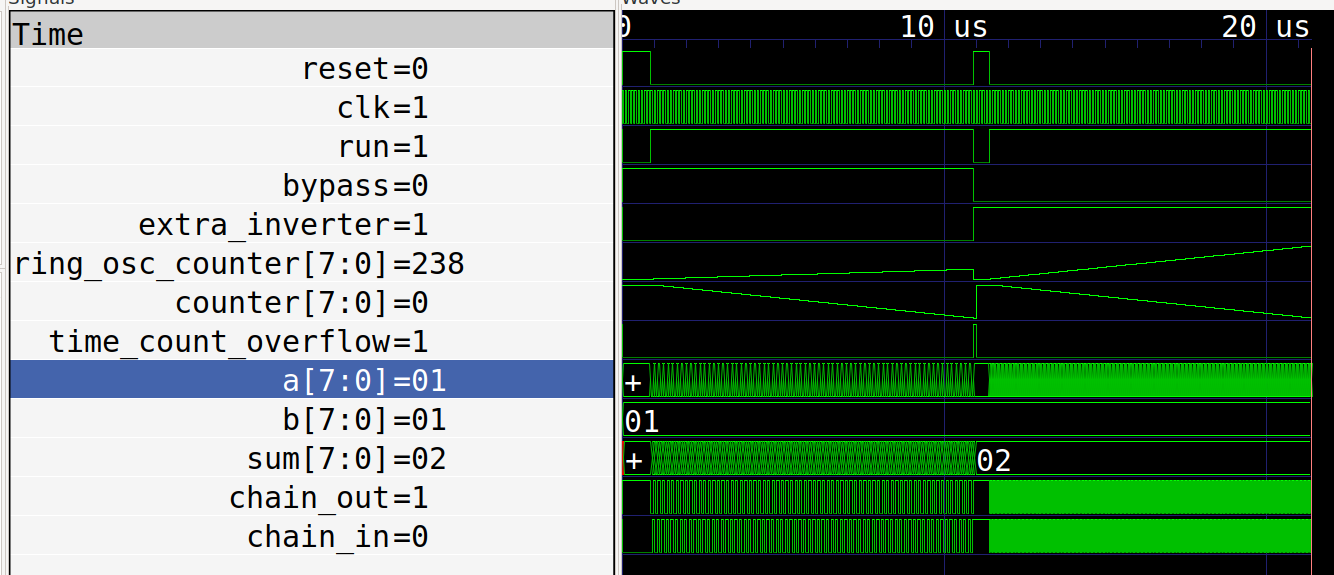 Signals
Waves
Time
0 10 us 20 us
reset=0
clk=1
run=1
bypass=0
extra_inverter=1
ring_osc_counter[7:0]=238
counter[7:0]=0
time_count_overflow=1
a[7:0]=01
+
b[7:0]=01
01
sum[7:0]=02
+ 02
chain_out=1
chain_in=0